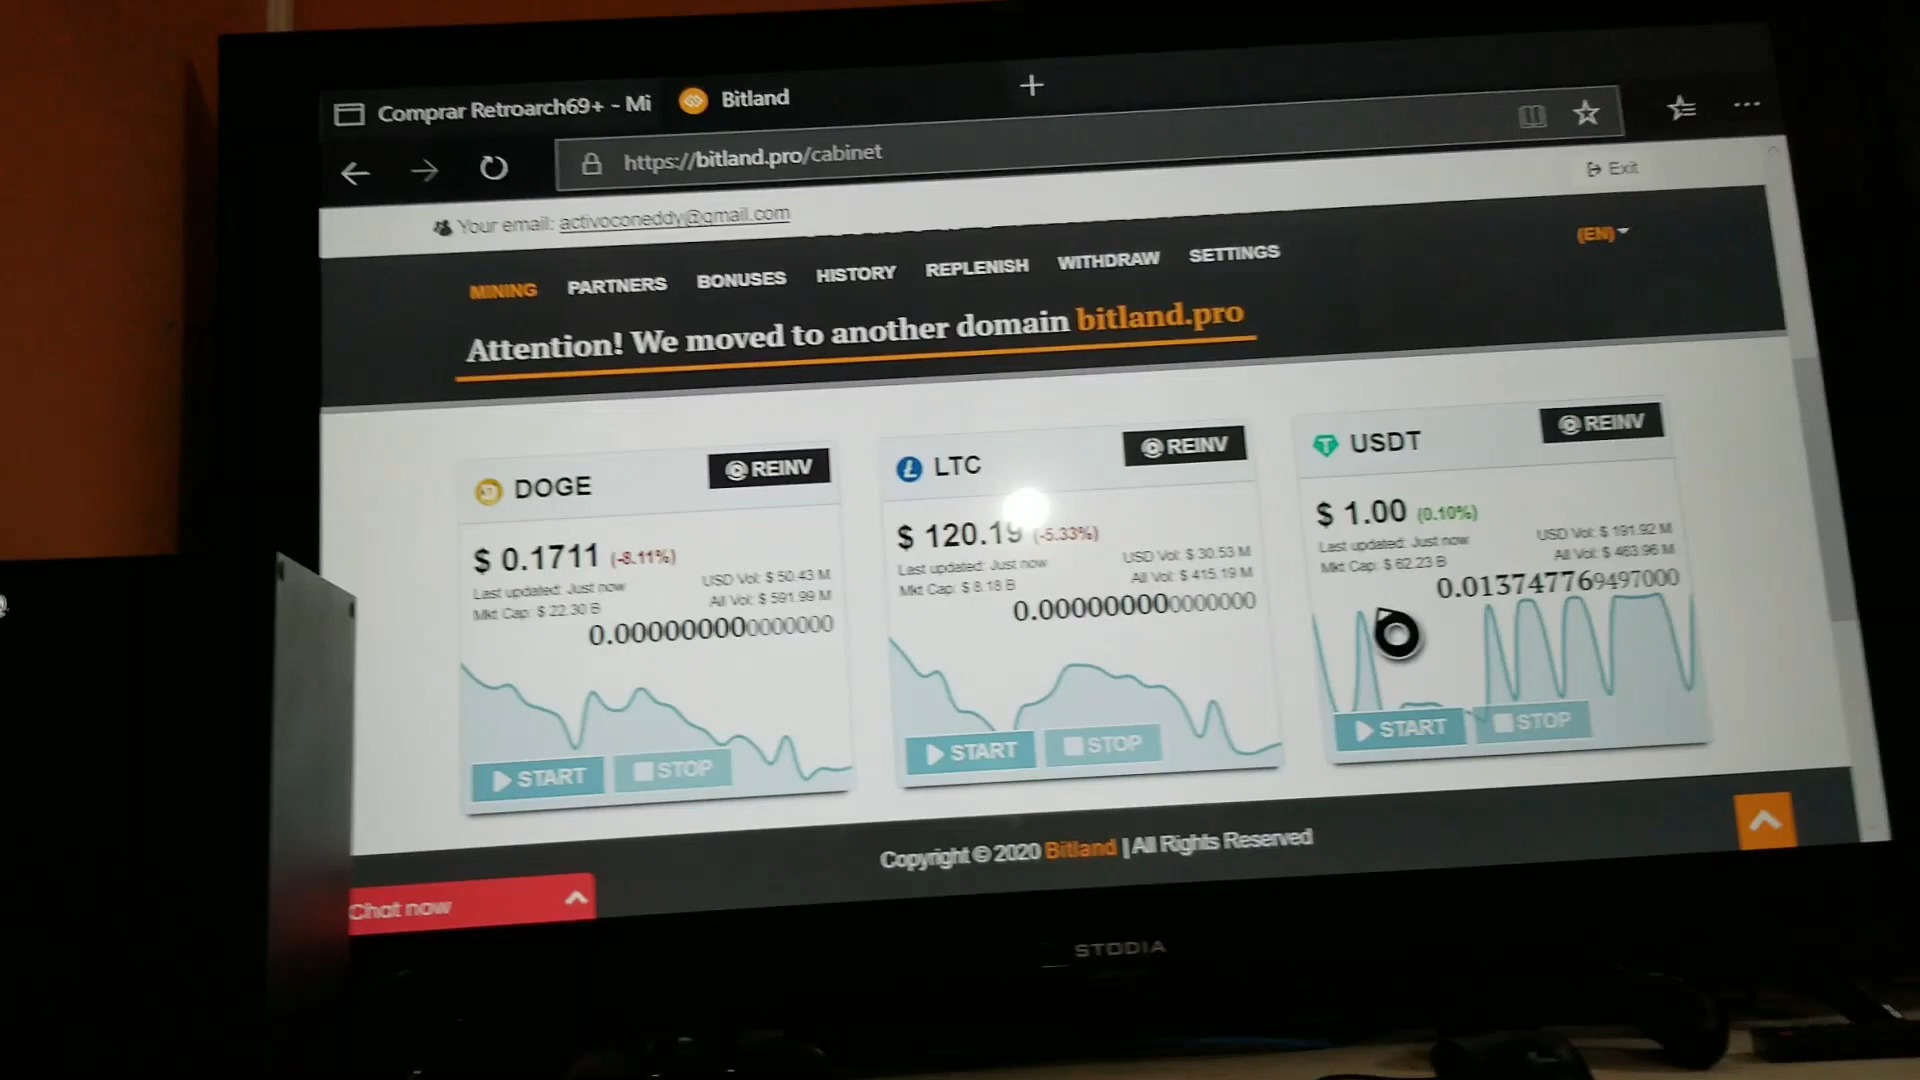 Comprar Retroarch69+ - Mi
Bitland
https://bitland.pro/cabinet
Exit
Your email: activoconeddy@gmail.com
(EN)
MINING PARTNERS BONUSES HISTORY REPLENISH WITHDRAW SETTINGS
Attention! We moved to another domain bitland.pro
DOGE
REINV
$ 0.1711 (-8.11%)
Last updated: Just now
USD Vol: $ 50.43 M
Mkt Cap: $ 22.30 B
All Vol: $ 591.99 M
0.000000000000000
START
STOP
LTC
REINV
$ 120.19 (-5.33%)
Last updated: Just now
USD Vol: $ 30.53 M
Mkt Cap: $ 8.18 B
All Vol: $ 415.19 M
0.000000000000000
START
STOP
USDT
REINV
$ 1.00 (0.10%)
Last updated: Just now
USD Vol: $ 191.92 M
Mkt Cap: $ 62.23 B
All Vol: $ 463.96 M
0.013747769497000
START
STOP
Copyright © 2020 Bitland | All Rights Reserved
Chat now
STODIA